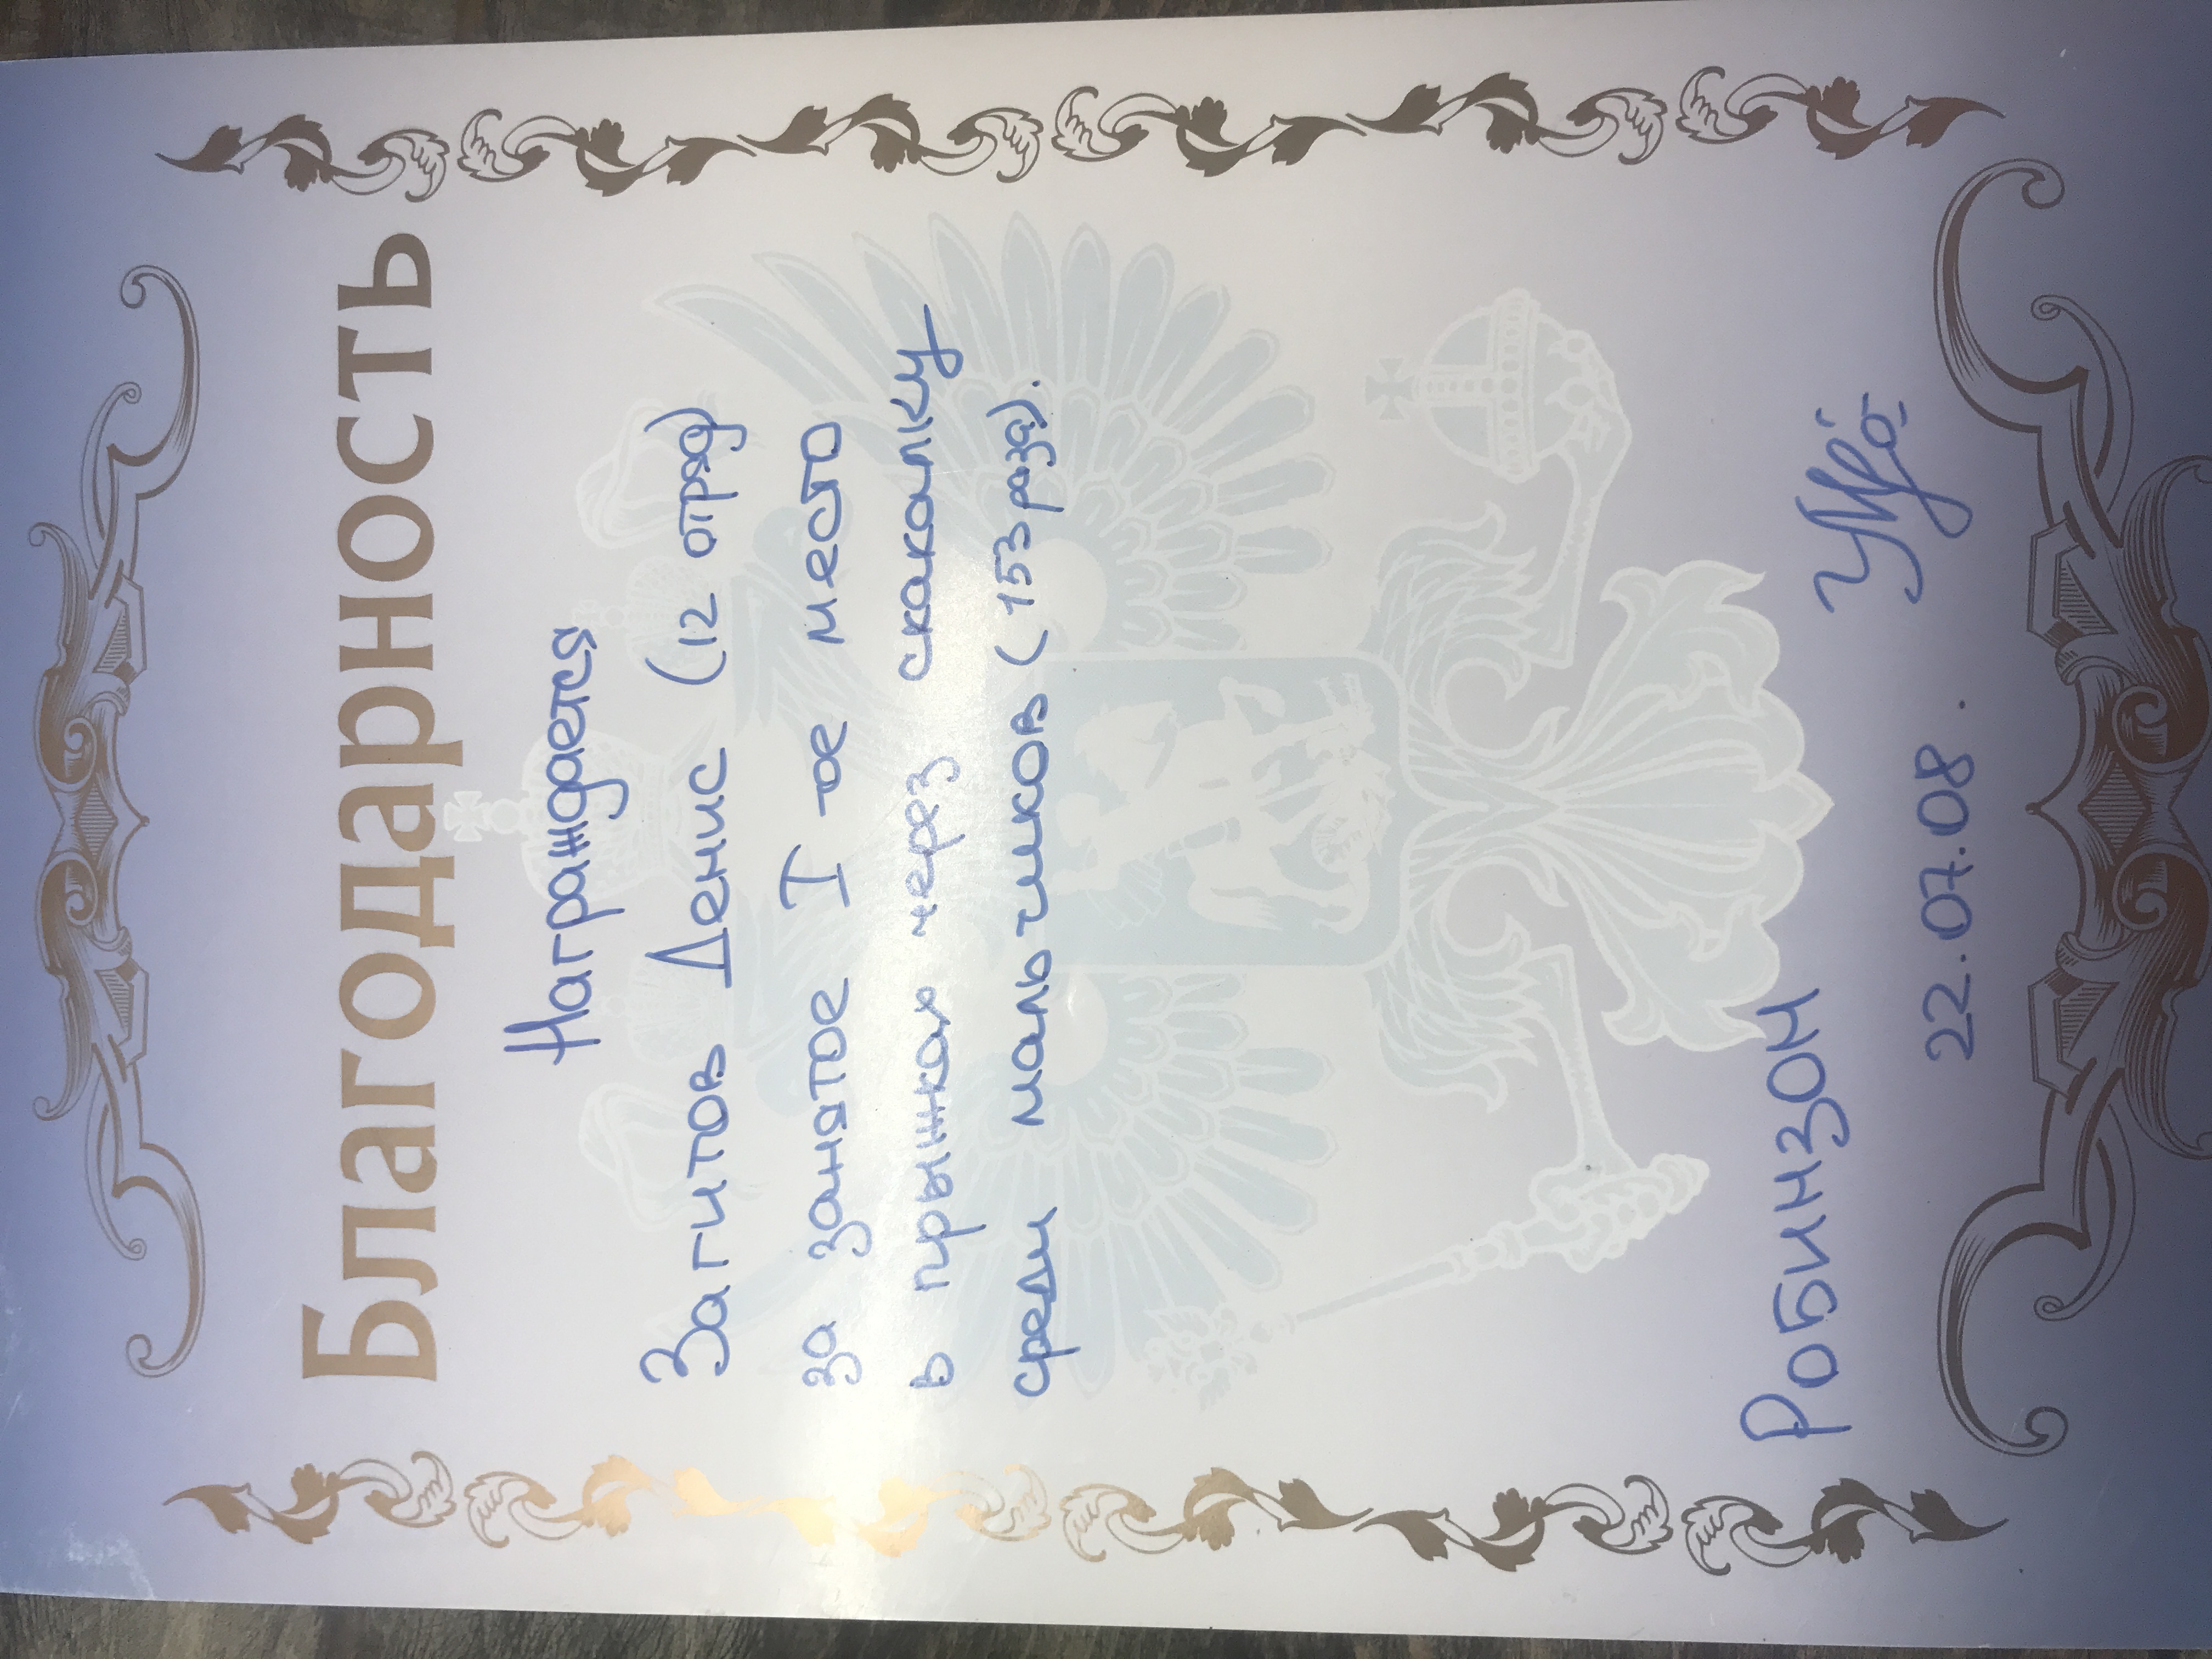 Благодарность
Награждается
Загитов Денис (12 отряд)
за занятое I-ое место
в прыжках через скакалку
среди мальчиков (153 раза).
Робинзон
22.07.08.